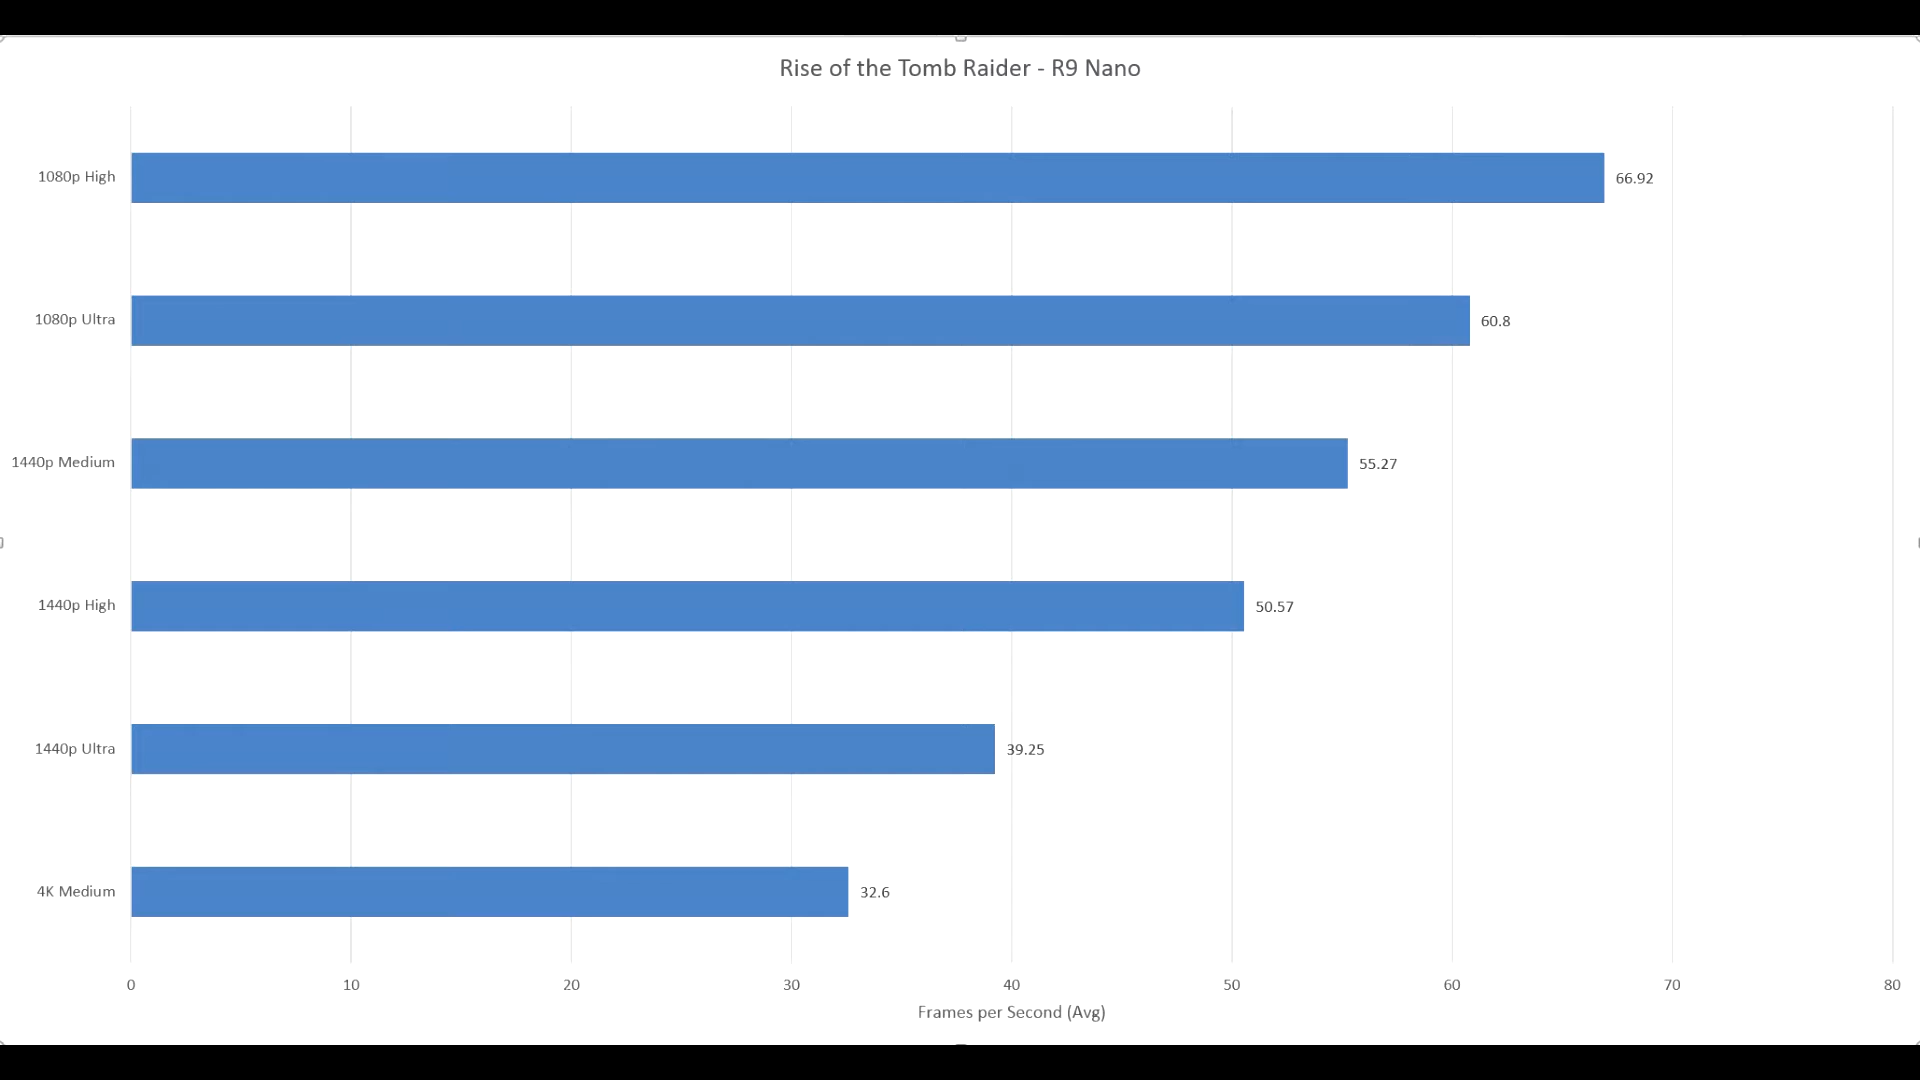 Rise of the Tomb Raider - R9 Nano
1080p High 66.92
1080p Ultra 60.8
1440p Medium 55.27
1440p High 50.57
1440p Ultra 39.25
4K Medium 32.6
0 10 20 30 40 50 60 70 80
Frames per Second (Avg)